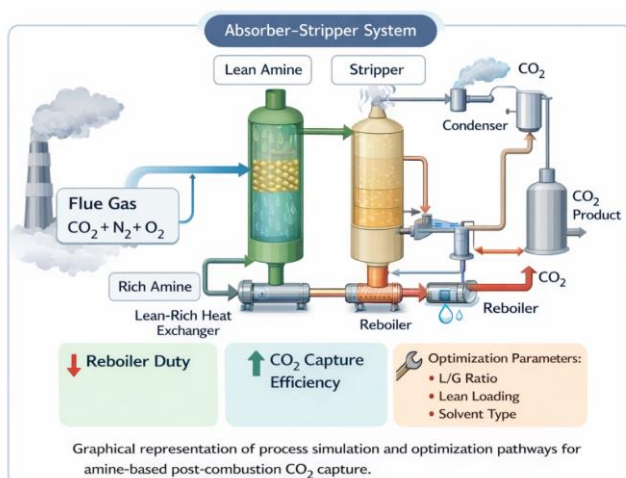 Absorber-Stripper System
Lean Amine
Stripper
CO₂
Condenser
Flue Gas
CO₂ + N₂ + O₂
CO₂
Product
Rich Amine
Lean-Rich Heat
Exchanger
Reboiler
Reboiler
CO₂
Reboiler Duty
CO₂ Capture
Efficiency
Optimization Parameters:
• L/G Ratio
• Lean Loading
• Solvent Type
Graphical representation of process simulation and optimization pathways for
amine-based post-combustion CO₂ capture.